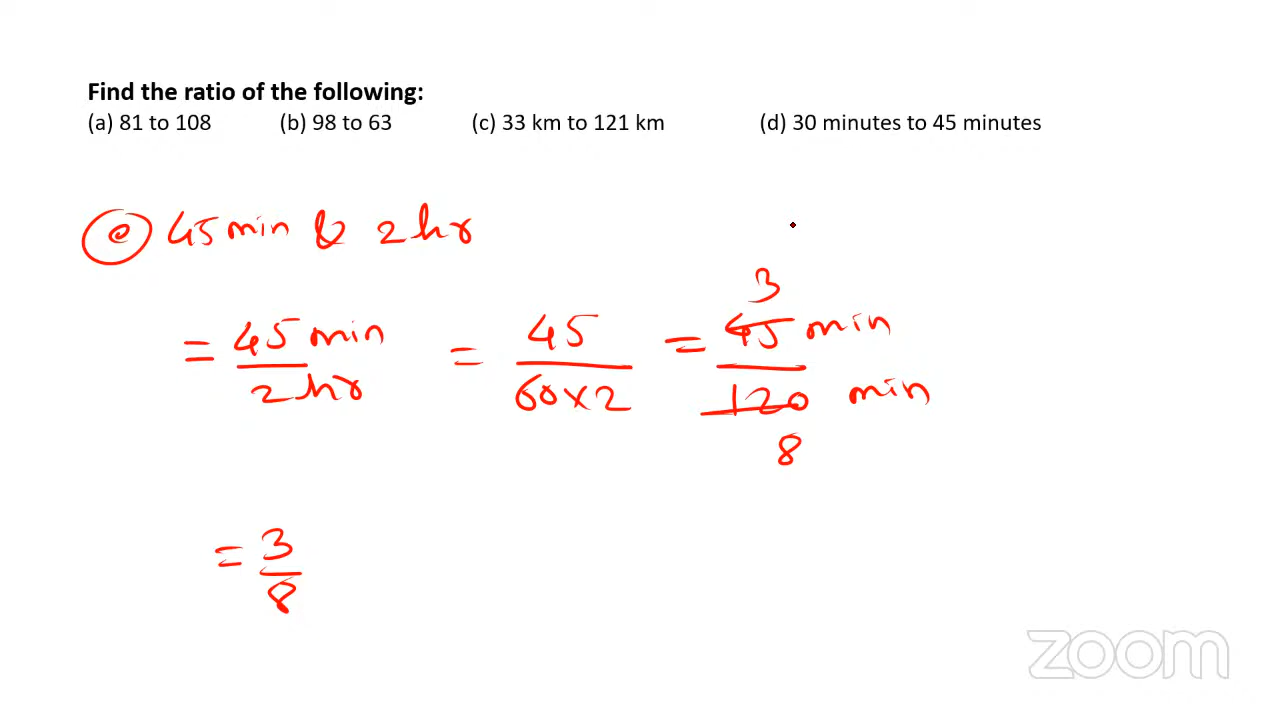 Find the ratio of the following:
(a) 81 to 108 (b) 98 to 63 (c) 33 km to 121 km (d) 30 minutes to 45 minutes
(e) 45 min & 2 hr
3
= 45 min / 2 hr = 45 / 60 × 2 = 45 min / 120 min
8
= 3 / 8
zoom